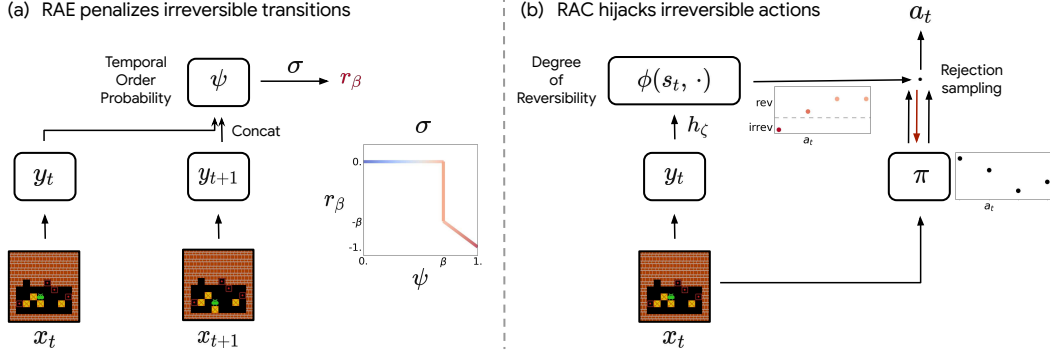 (a) RAE penalizes irreversible transitions
Temporal
Order
Probability
ψ
σ
r_β
Concat
y_t
y_{t+1}
x_t
x_{t+1}
σ
r_β
0.
-β
-1.
0.
β
1.
ψ
(b) RAC hijacks irreversible actions
a_t
Degree
of
Reversibility
ϕ(s_t, ·)
Rejection
sampling
rev
irrev
a_t
h_ζ
y_t
π
a_t
x_t